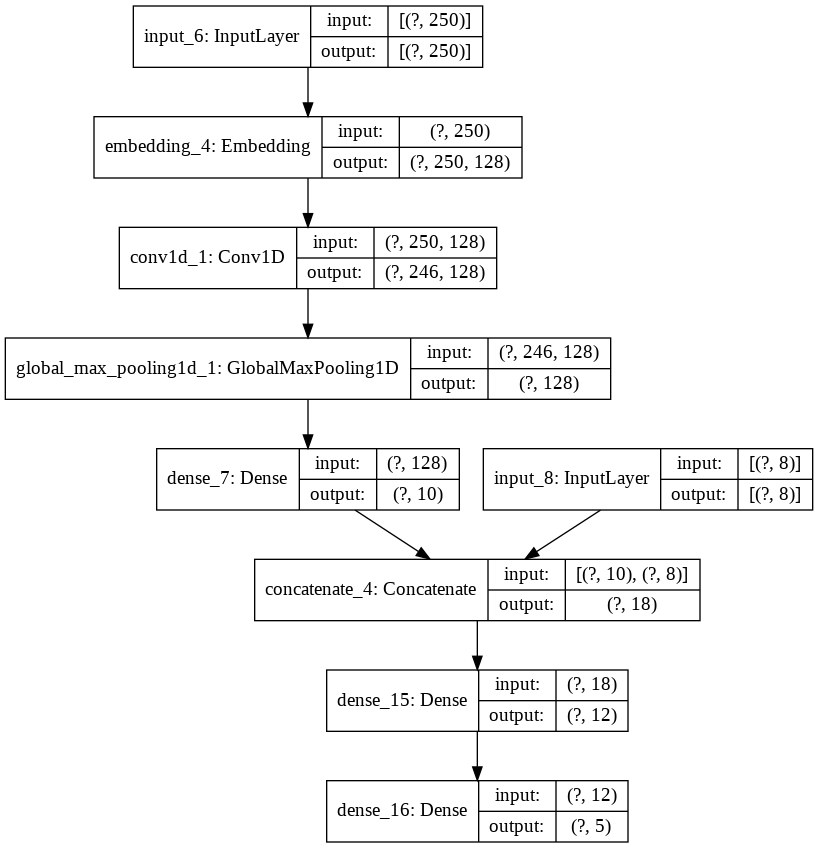 input_6: InputLayer
input: [(?, 250)]
output: [(?, 250)]
embedding_4: Embedding
input: (?, 250)
output: (?, 250, 128)
conv1d_1: Conv1D
input: (?, 250, 128)
output: (?, 246, 128)
global_max_pooling1d_1: GlobalMaxPooling1D
input: (?, 246, 128)
output: (?, 128)
dense_7: Dense
input: (?, 128)
output: (?, 10)
input_8: InputLayer
input: [(?, 8)]
output: [(?, 8)]
concatenate_4: Concatenate
input: [(?, 10), (?, 8)]
output: (?, 18)
dense_15: Dense
input: (?, 18)
output: (?, 12)
dense_16: Dense
input: (?, 12)
output: (?, 5)